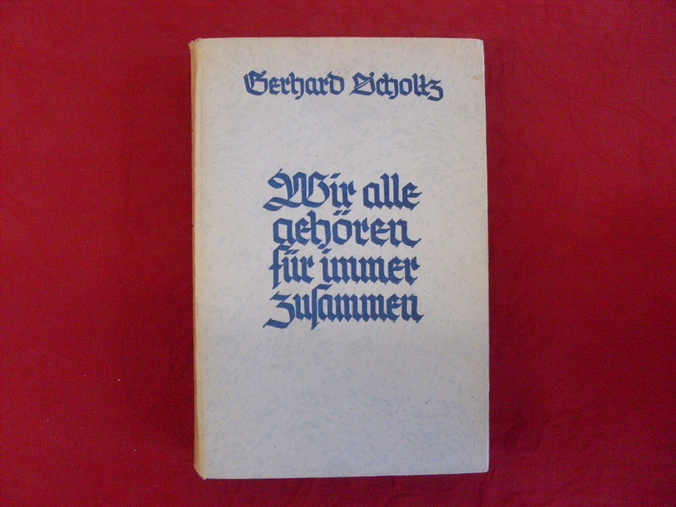 Gerhard Scholtz
Wir alle
gehören
für immer
zuſammen